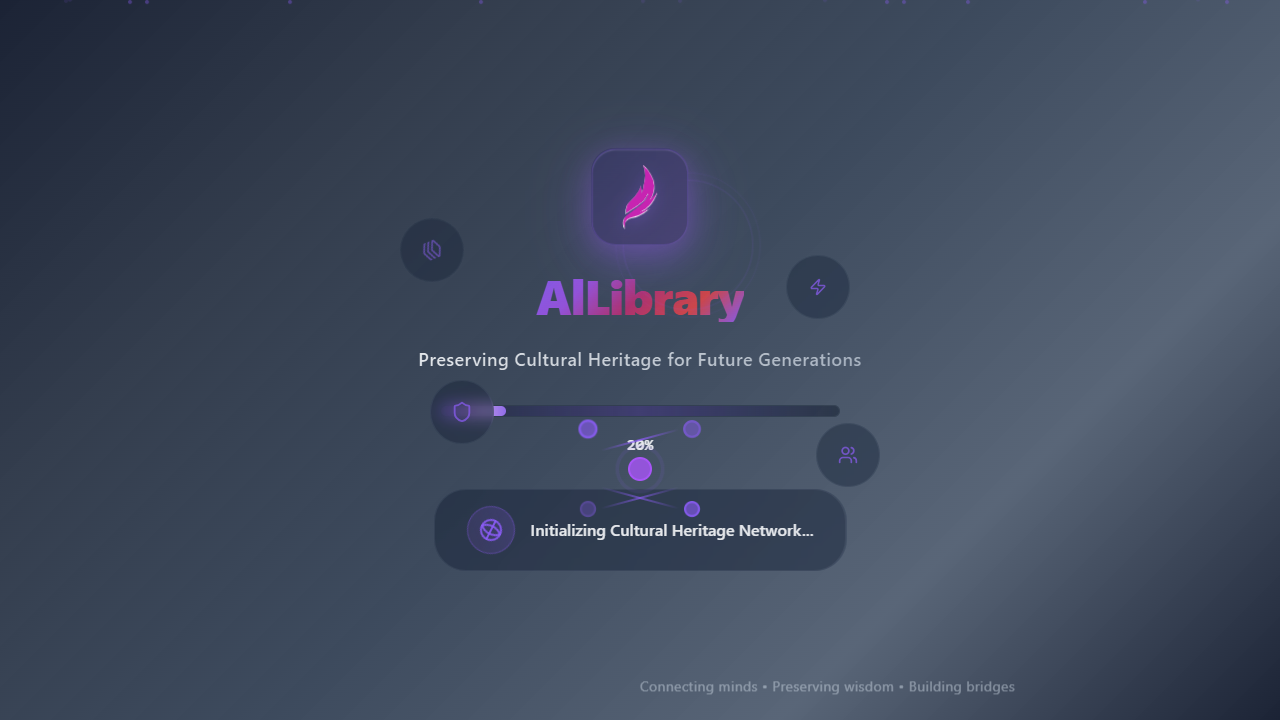 AlLibrary
Preserving Cultural Heritage for Future Generations
20%
Initializing Cultural Heritage Network...
Connecting minds • Preserving wisdom • Building bridges